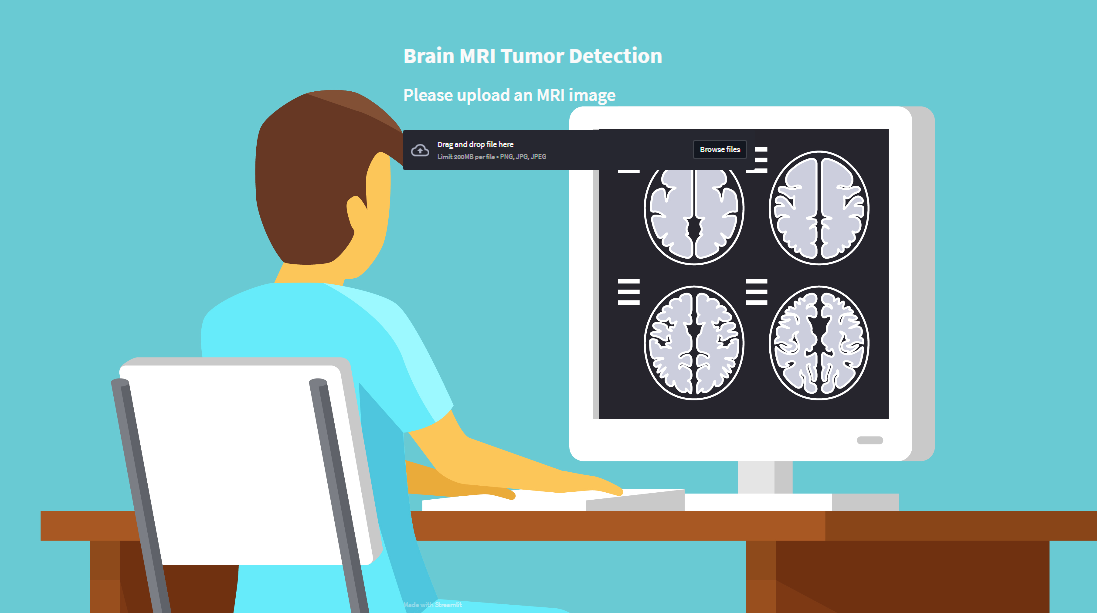 Brain MRI Tumor Detection
Please upload an MRI image
Drag and drop file here
Limit 200MB per file • PNG, JPG, JPEG
Browse files
Made with Streamlit